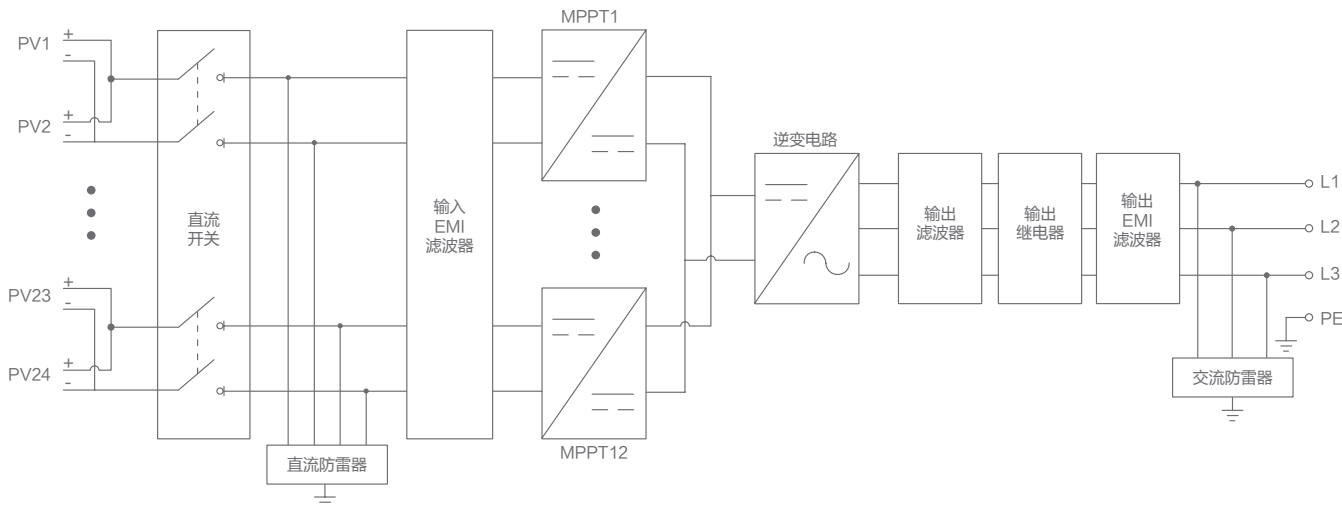 MPPT1
PV1
+
-
PV2
+
-
直流
开关
输入
EMI
滤波器
逆变电路
输出
滤波器
输出
继电器
输出
EMI
滤波器
L1
L2
L3
PE
PV23
+
-
PV24
+
-
交流防雷器
MPPT12
直流防雷器